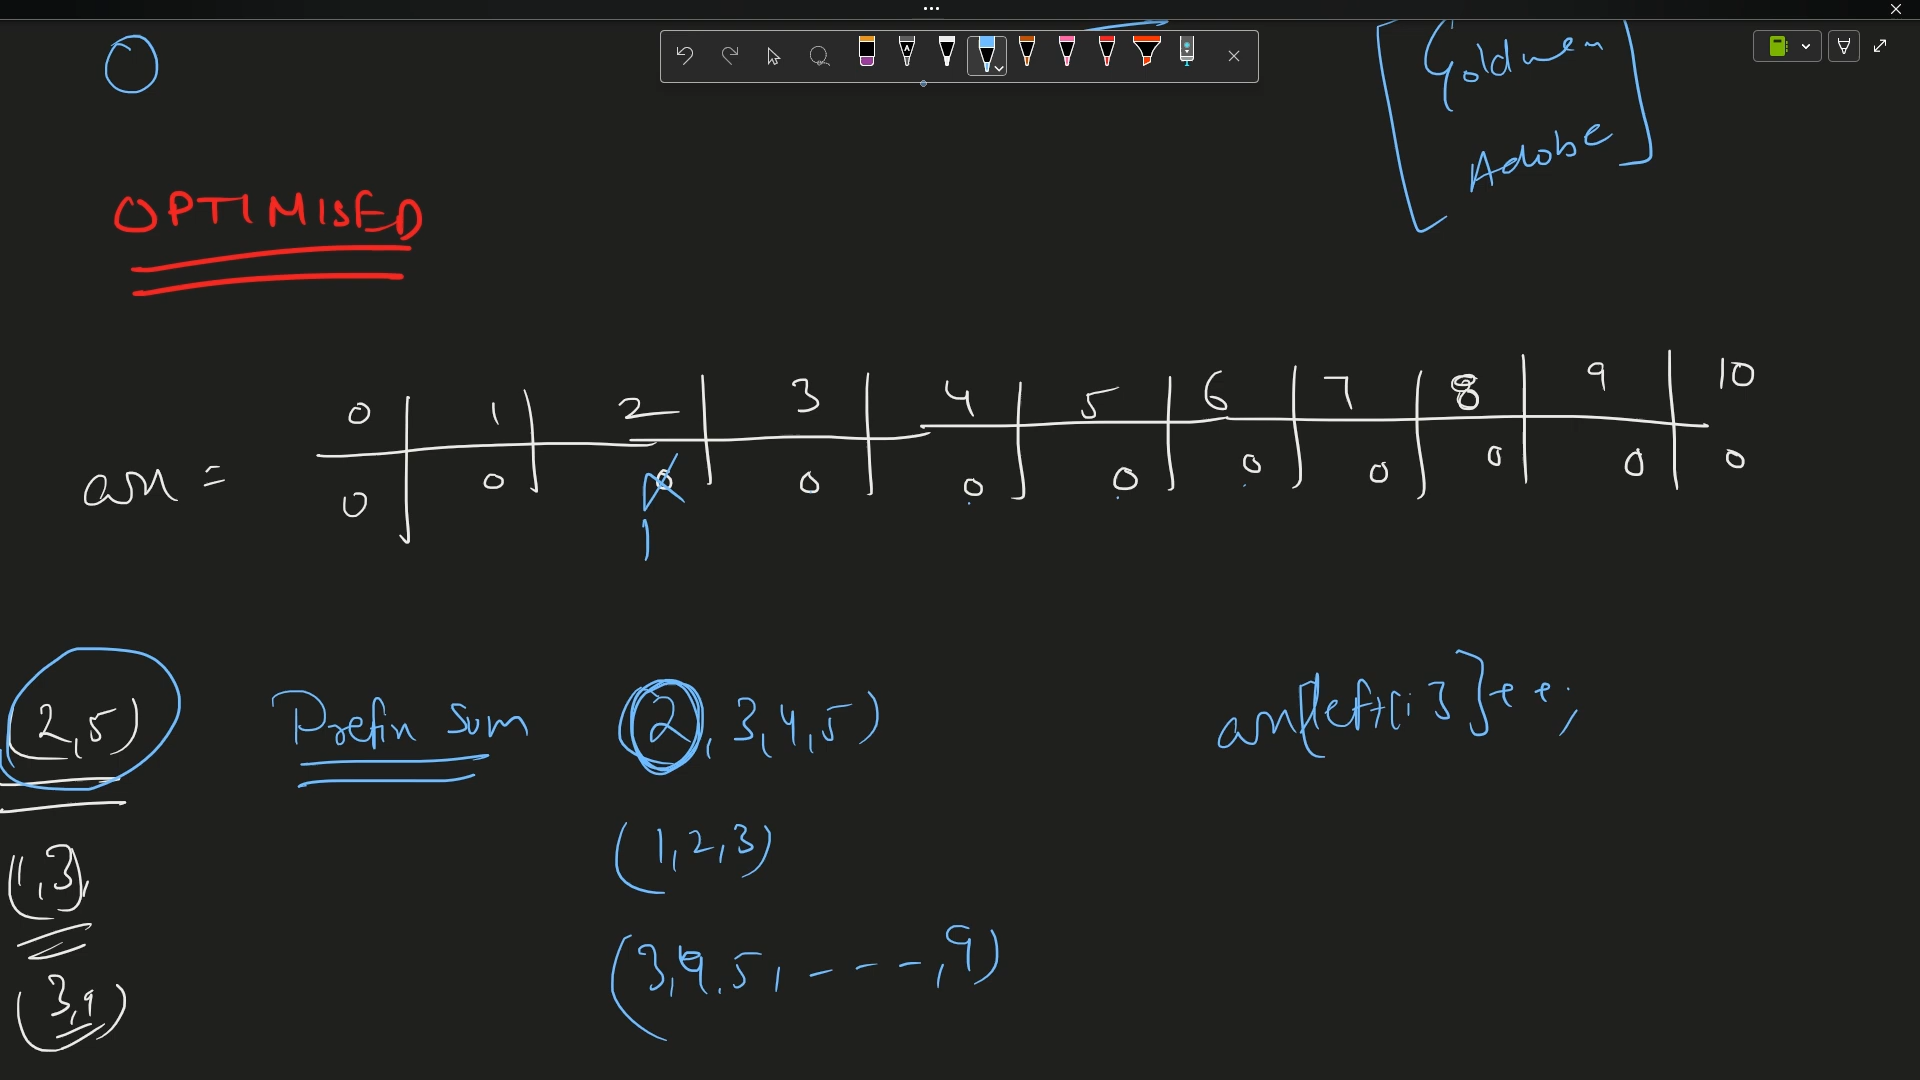 Goldmen
Adobe
OPTIMISED
0 1 2 3 4 5 6 7 8 9 10
arr = 0 0 0 0 0 0 0 0 0 0 0
1
(2,5) Prefix Sum (2, 3, 4, 5) arr[left[i]]++;
(1,3), (1, 2, 3)
(3,9) (3, 4, 5, ----, 9)